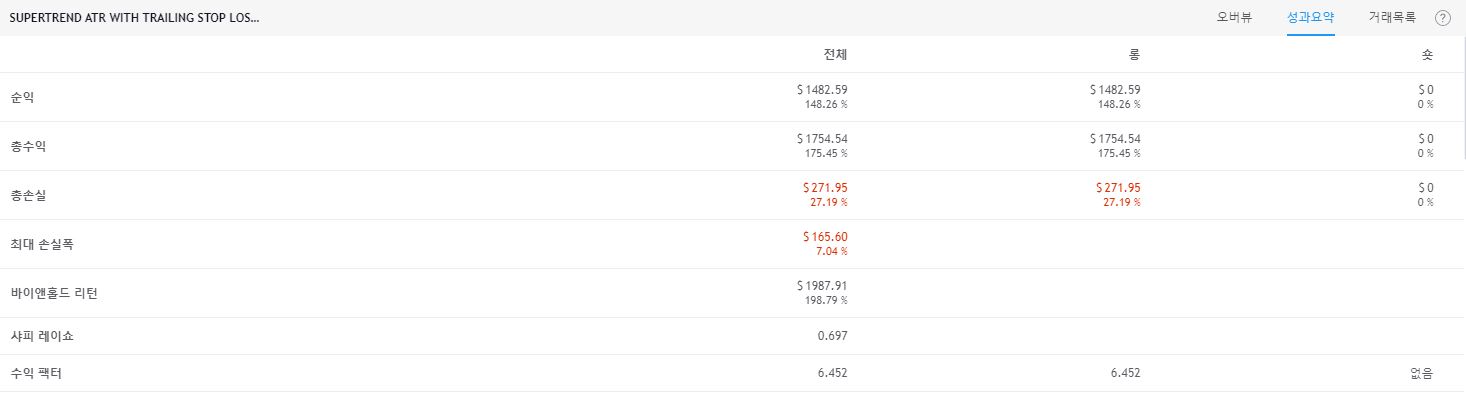 SUPERTREND ATR WITH TRAILING STOP LOS... 오버뷰 성과요약 거래목록 ?
전체 롱 숏
순익 $ 1482.59 $ 1482.59 $ 0
148.26 % 148.26 % 0 %
총수익 $ 1754.54 $ 1754.54 $ 0
175.45 % 175.45 % 0 %
총손실 $ 271.95 $ 271.95 $ 0
27.19 % 27.19 % 0 %
최대 손실폭 $ 165.60
7.04 %
바이앤홀드 리턴 $ 1987.91
198.79 %
샤피 레이쇼 0.697
수익 팩터 6.452 6.452 없음